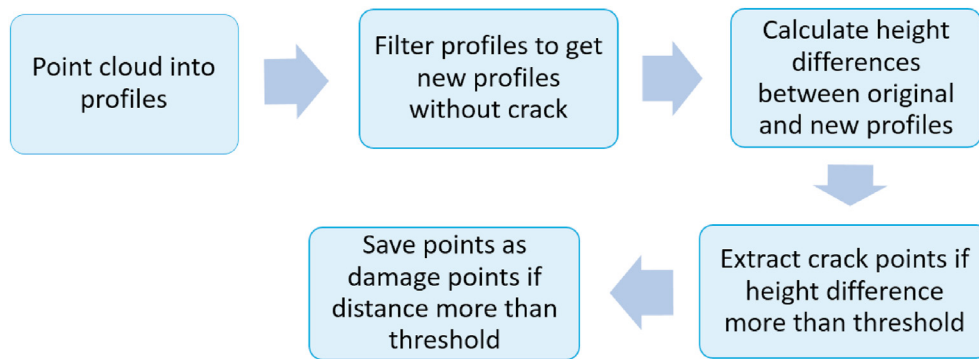 Point cloud into
profiles
Filter profiles to get
new profiles
without crack
Calculate height
differences
between original
and new profiles
Extract crack points if
height difference
more than threshold
Save points as
damage points if
distance more than
threshold